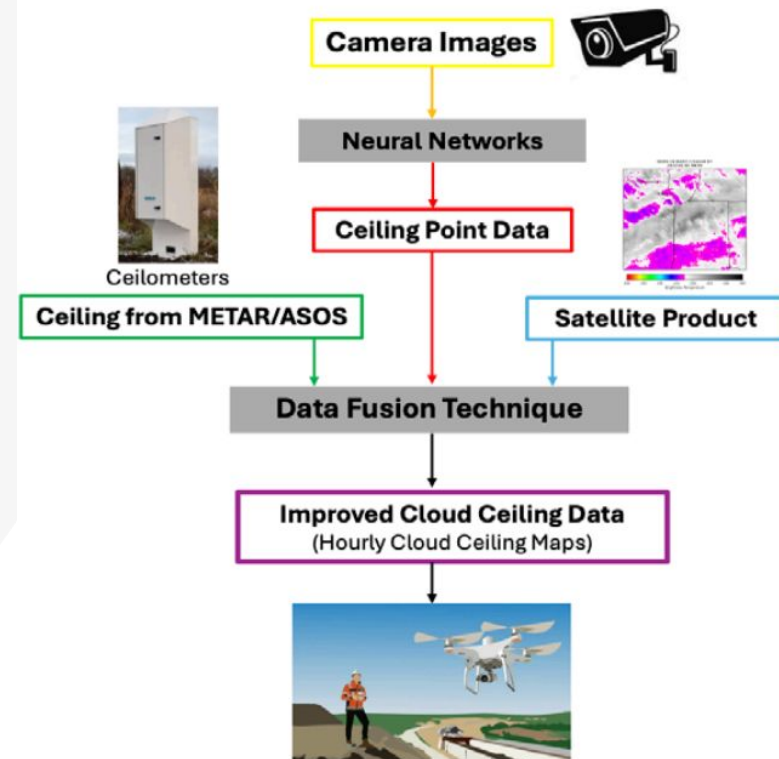 Camera Images
Neural Networks
Ceiling Point Data
Ceilometers
Ceiling from METAR/ASOS
Satellite Product
Data Fusion Technique
Improved Cloud Ceiling Data
(Hourly Cloud Ceiling Maps)